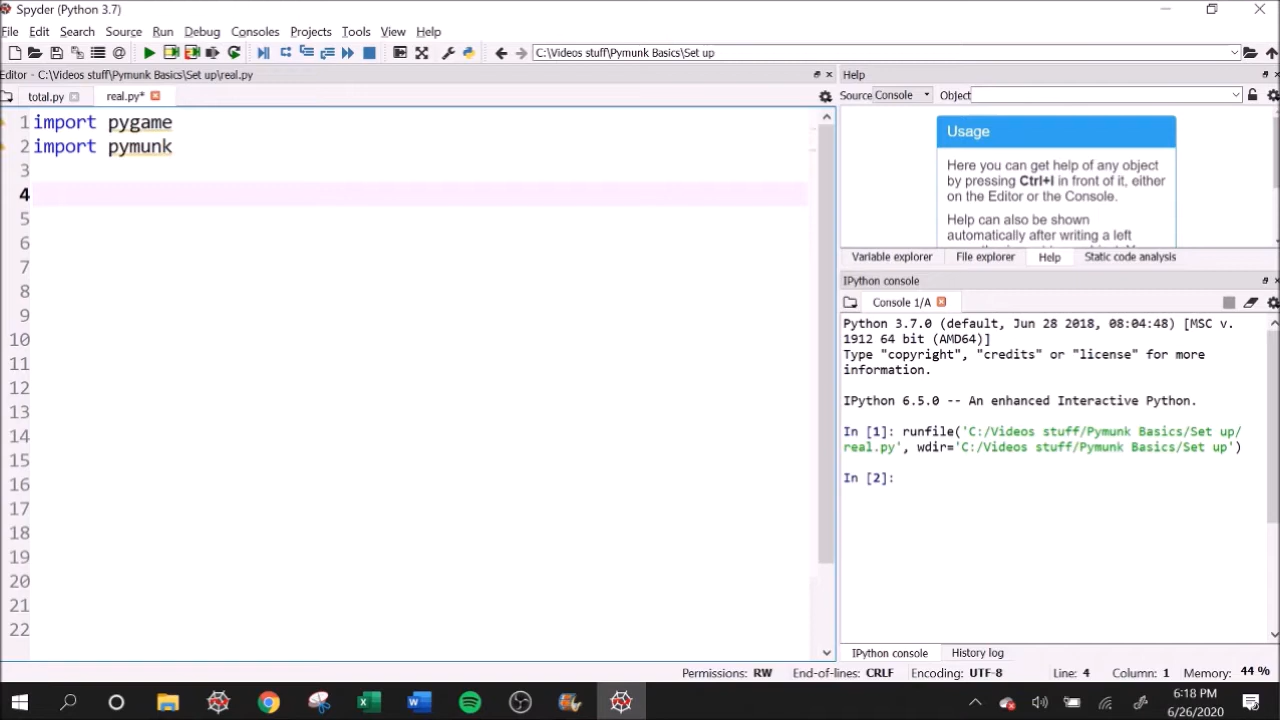 Spyder (Python 3.7)
File Edit Search Source Run Debug Consoles Projects Tools View Help
C:\Videos stuff\Pymunk Basics\Set up
Editor - C:\Videos stuff\Pymunk Basics\Set up\real.py
Help
total.py real.py*
Source Console Object
1 import pygame
2 import pymunk
3
4
5
6
7
8
9
10
11
12
13
14
15
16
17
18
19
20
21
22
Usage
Here you can get help of any object
by pressing Ctrl+I in front of it, either
on the Editor or the Console.
Help can also be shown
automatically after writing a left
Variable explorer File explorer Help Static code analysis
IPython console
Console 1/A
Python 3.7.0 (default, Jun 28 2018, 08:04:48) [MSC v.
1912 64 bit (AMD64)]
Type "copyright", "credits" or "license" for more
information.
IPython 6.5.0 -- An enhanced Interactive Python.
In [1]: runfile('C:/Videos stuff/Pymunk Basics/Set up/
real.py', wdir='C:/Videos stuff/Pymunk Basics/Set up')
In [2]:
IPython console History log
Permissions: RW End-of-lines: CRLF Encoding: UTF-8 Line: 4 Column: 1 Memory: 44 %
6:18 PM
6/26/2020